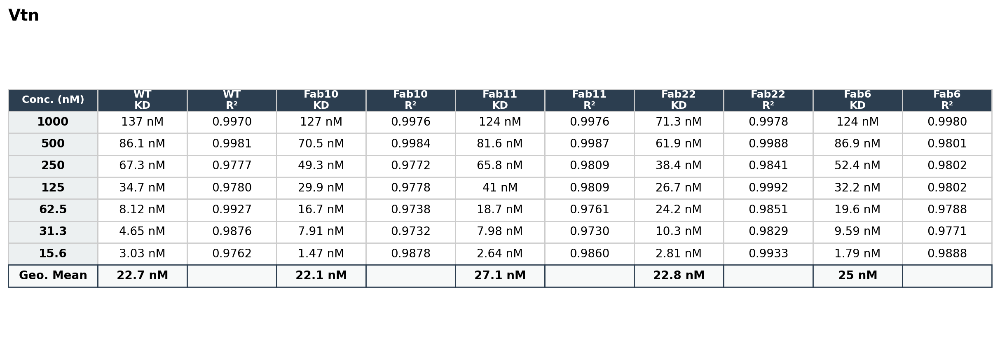 Vtn
Conc. (nM) WT KD WT R² Fab10 KD Fab10 R² Fab11 KD Fab11 R² Fab22 KD Fab22 R² Fab6 KD Fab6 R²
1000 137 nM 0.9970 127 nM 0.9976 124 nM 0.9976 71.3 nM 0.9978 124 nM 0.9980
500 86.1 nM 0.9981 70.5 nM 0.9984 81.6 nM 0.9987 61.9 nM 0.9988 86.9 nM 0.9801
250 67.3 nM 0.9777 49.3 nM 0.9772 65.8 nM 0.9809 38.4 nM 0.9841 52.4 nM 0.9802
125 34.7 nM 0.9780 29.9 nM 0.9778 41 nM 0.9809 26.7 nM 0.9992 32.2 nM 0.9802
62.5 8.12 nM 0.9927 16.7 nM 0.9738 18.7 nM 0.9761 24.2 nM 0.9851 19.6 nM 0.9788
31.3 4.65 nM 0.9876 7.91 nM 0.9732 7.98 nM 0.9730 10.3 nM 0.9829 9.59 nM 0.9771
15.6 3.03 nM 0.9762 1.47 nM 0.9878 2.64 nM 0.9860 2.81 nM 0.9933 1.79 nM 0.9888
Geo. Mean 22.7 nM 22.1 nM 27.1 nM 22.8 nM 25 nM